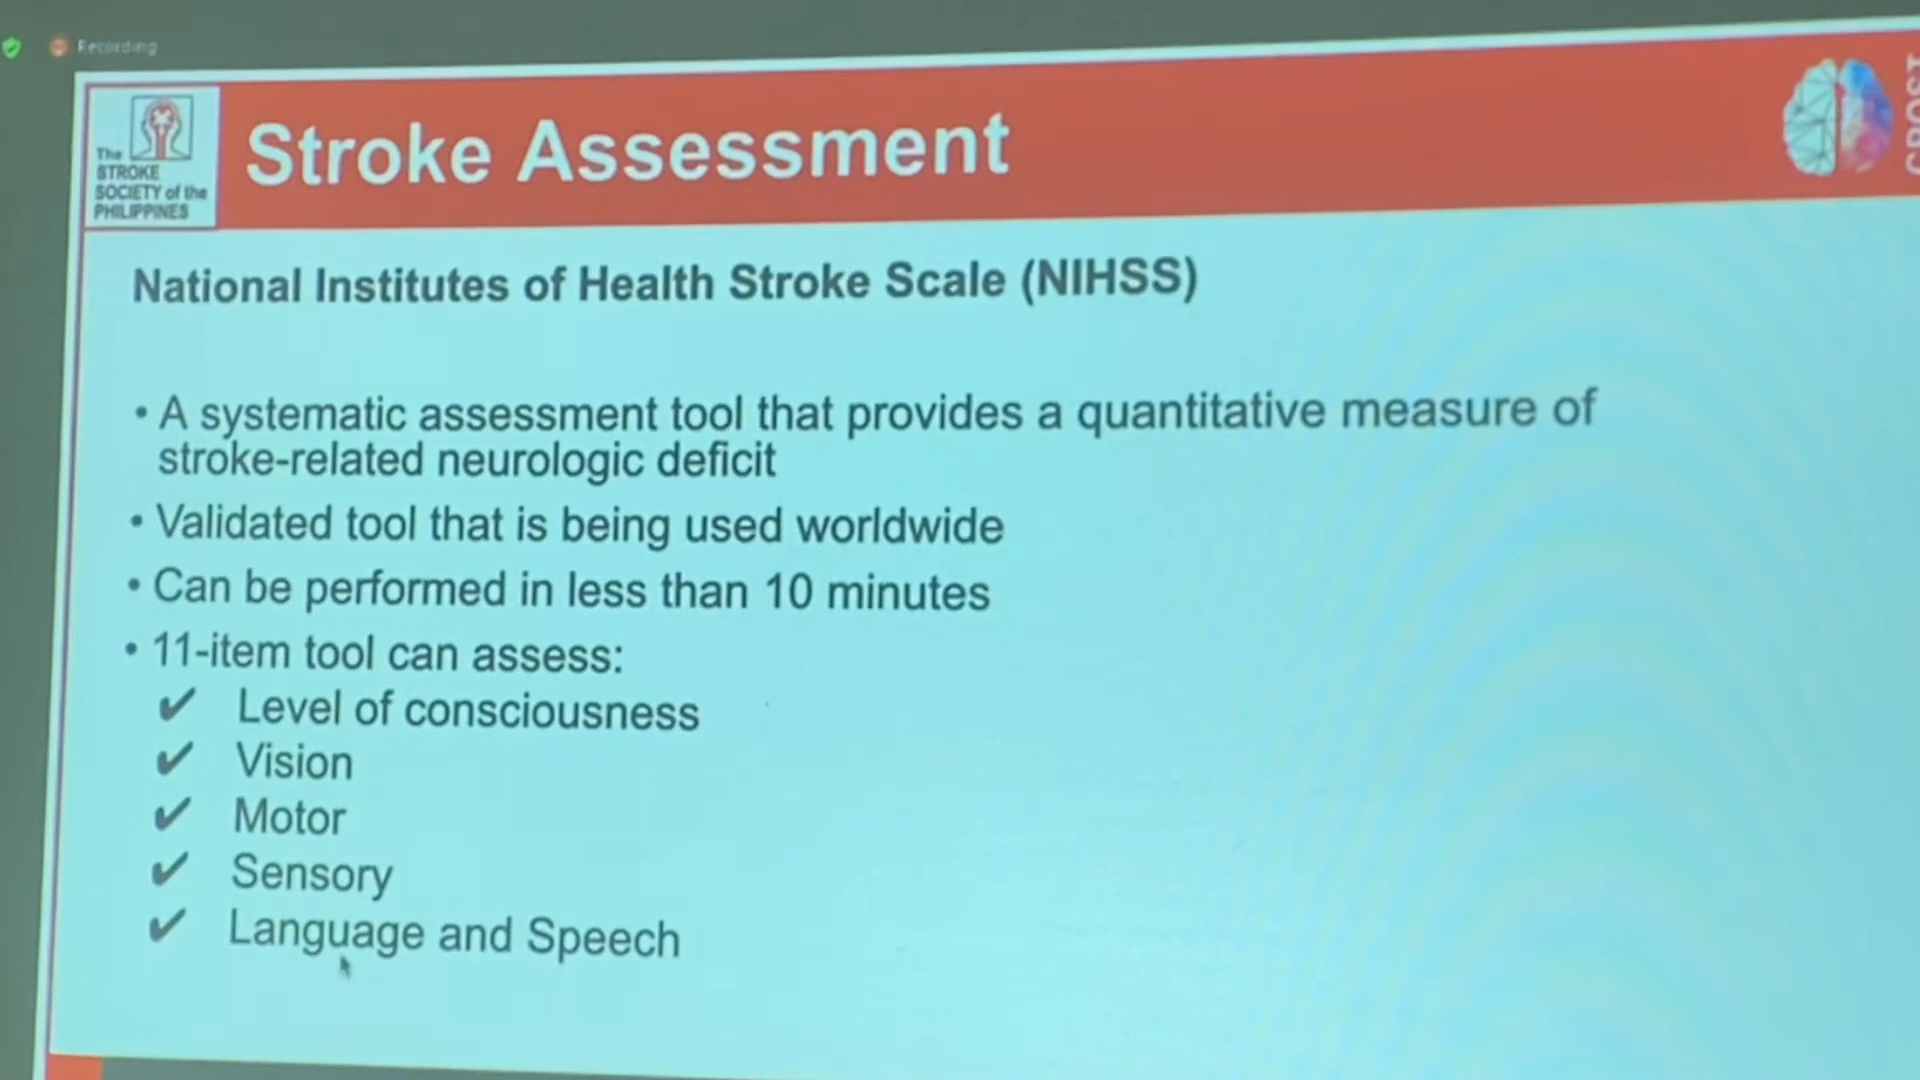 Recording
The
STROKE
SOCIETY of the
PHILIPPINES
Stroke Assessment
National Institutes of Health Stroke Scale (NIHSS)
• A systematic assessment tool that provides a quantitative measure of
stroke-related neurologic deficit
• Validated tool that is being used worldwide
• Can be performed in less than 10 minutes
• 11-item tool can assess:
✔ Level of consciousness
✔ Vision
✔ Motor
✔ Sensory
✔ Language and Speech